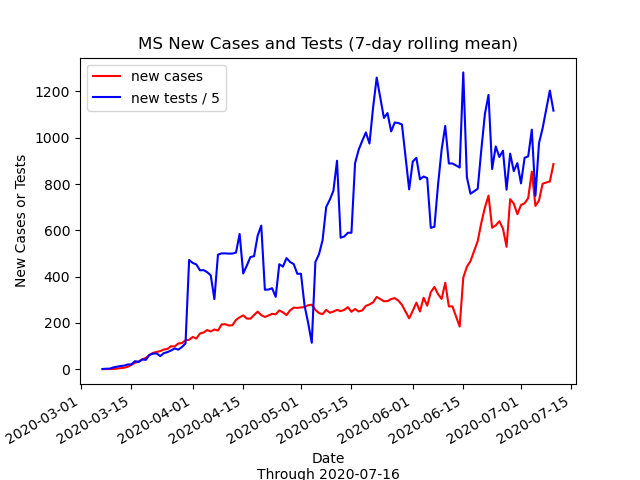 MS New Cases and Tests (7-day rolling mean)
new cases
new tests / 5
New Cases or Tests
1200
1000
800
600
400
200
0
2020-03-01
2020-03-15
2020-04-01
2020-04-15
2020-05-01
2020-05-15
2020-06-01
2020-06-15
2020-07-01
2020-07-15
Date
Through 2020-07-16